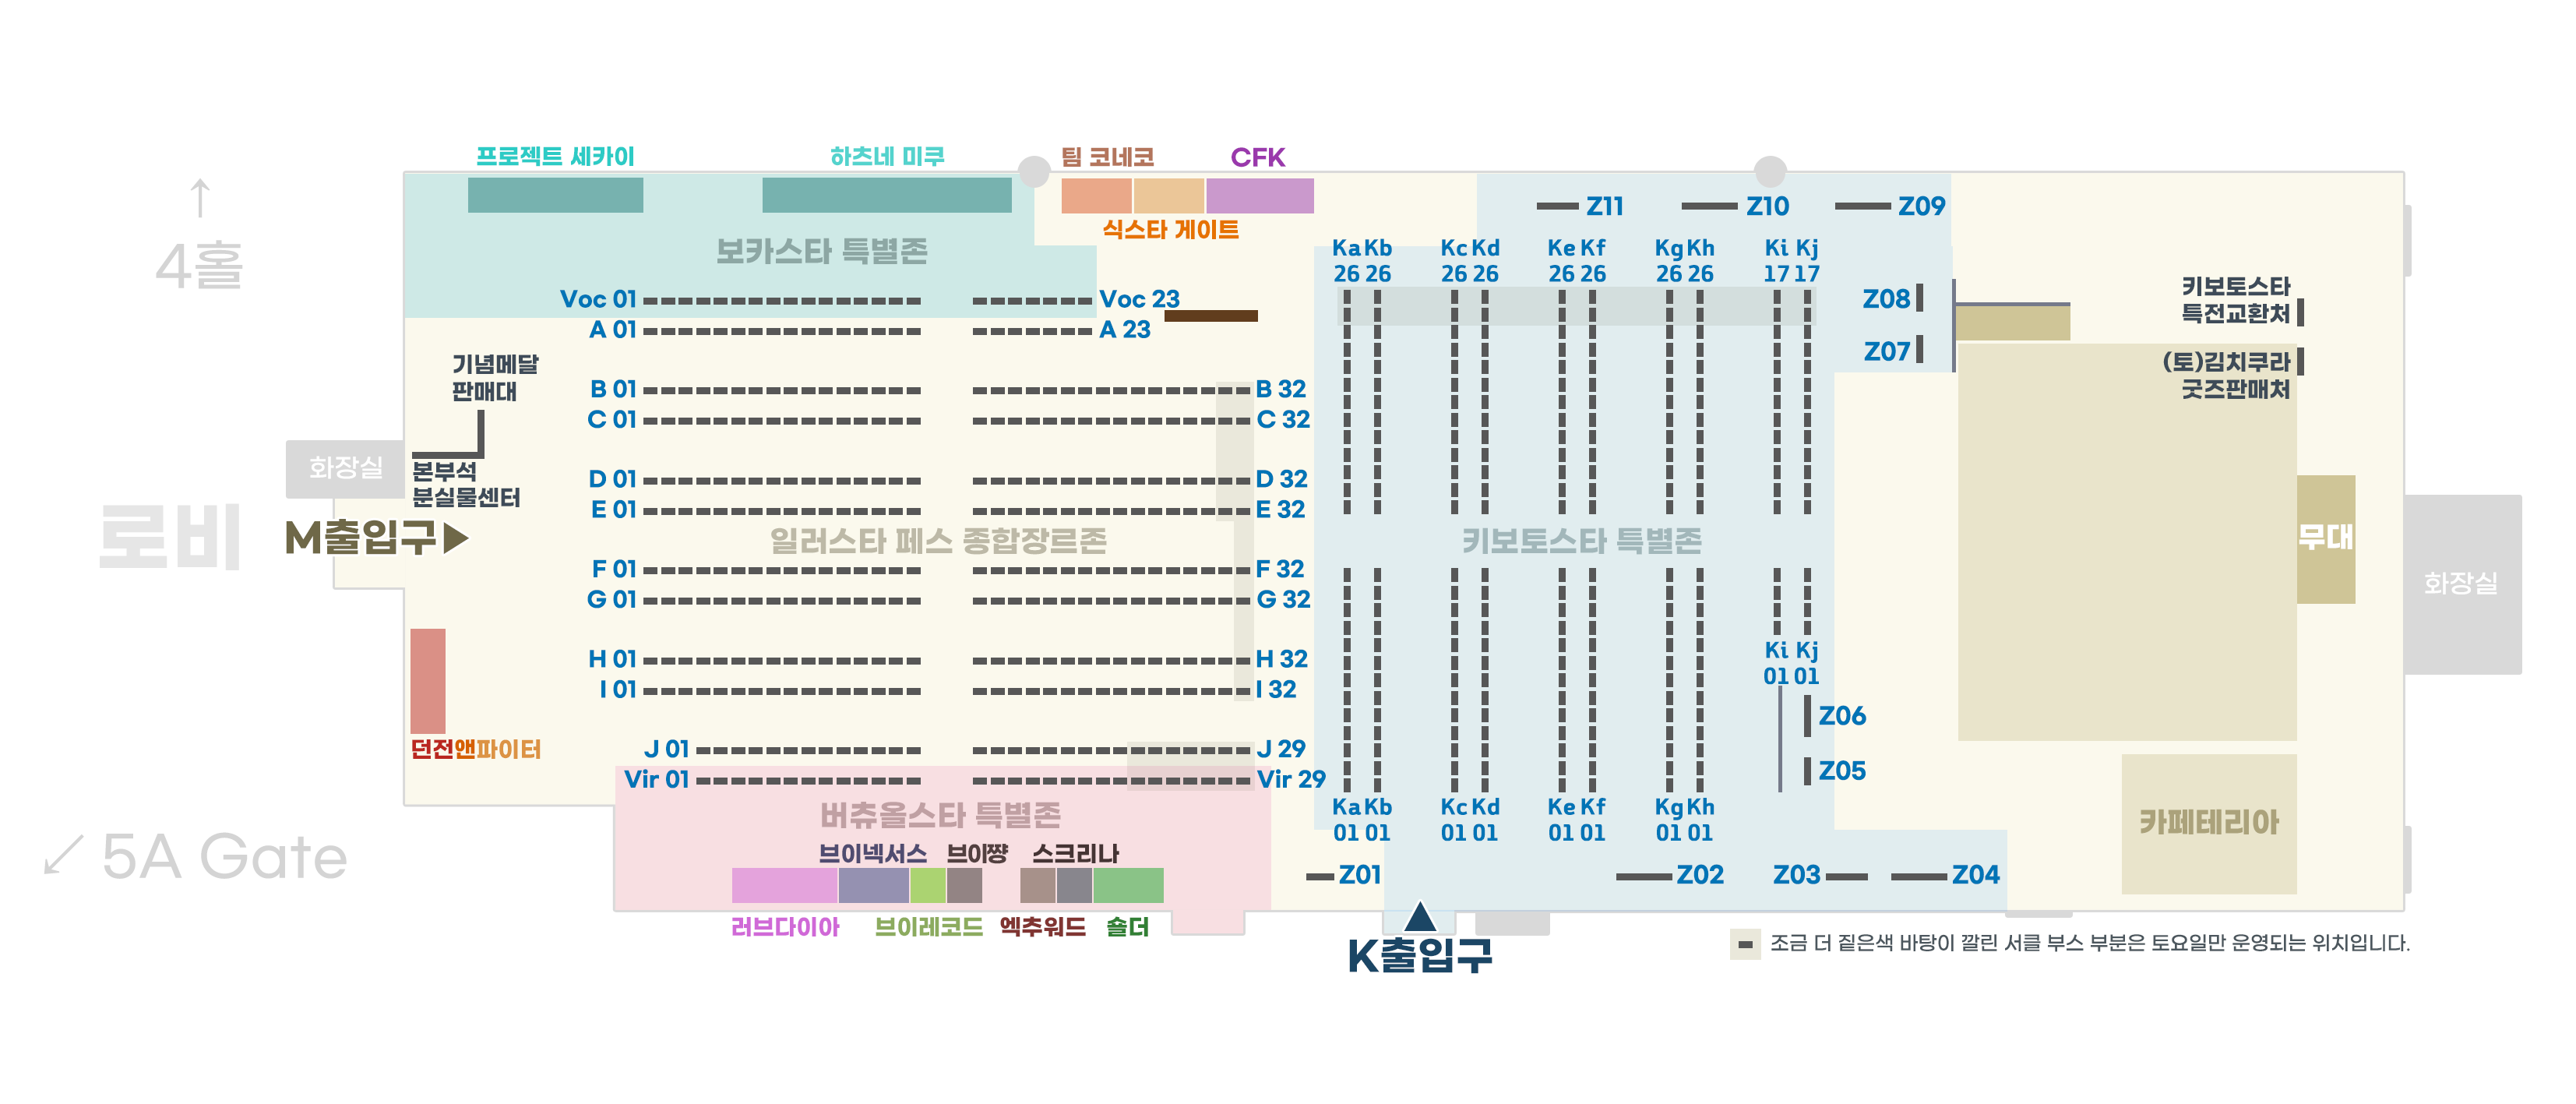 프로젝트 세카이
하츠네 미쿠
팀 코네코
CFK
식스타 게이트
↑
4홀
보카스타 특별존
Z11
Z10
Z09
Ka Kb
26 26
Kc Kd
26 26
Ke Kf
26 26
Kg Kh
26 26
Ki Kj
17 17
Voc 01
Voc 23
A 01
A 23
Z08
Z07
키보토스타
특전교환처
(토)김치쿠라
굿즈판매처
기념메달
판매대
B 01
B 32
C 01
C 32
화장실
본부석
분실물센터
D 01
D 32
E 01
E 32
로비
M출입구▶
일러스타 페스 종합장르존
키보토스타 특별존
무대
화장실
F 01
F 32
G 01
G 32
H 01
H 32
I 01
I 32
Ki Kj
01 01
Z06
Z05
던전앤파이터
J 01
J 29
Vir 01
Vir 29
버츄올스타 특별존
Ka Kb
01 01
Kc Kd
01 01
Ke Kf
01 01
Kg Kh
01 01
카페테리아
↙ 5A Gate
브이넥서스
브이쨩
스크리나
Z01
Z02
Z03
Z04
러브다이아
브이레코드
엑추워드
숄더
K출입구
조금 더 짙은색 바탕이 깔린 서클 부스 부분은 토요일만 운영되는 위치입니다.